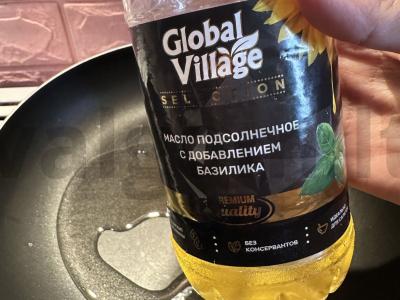 Global
Village
SELECTION
МАСЛО ПОДСОЛНЕЧНОЕ
С ДОБАВЛЕНИЕМ
БАЗИЛИКА
PREMIUM
Quality
БЕЗ
КОНСЕРВАНТОВ